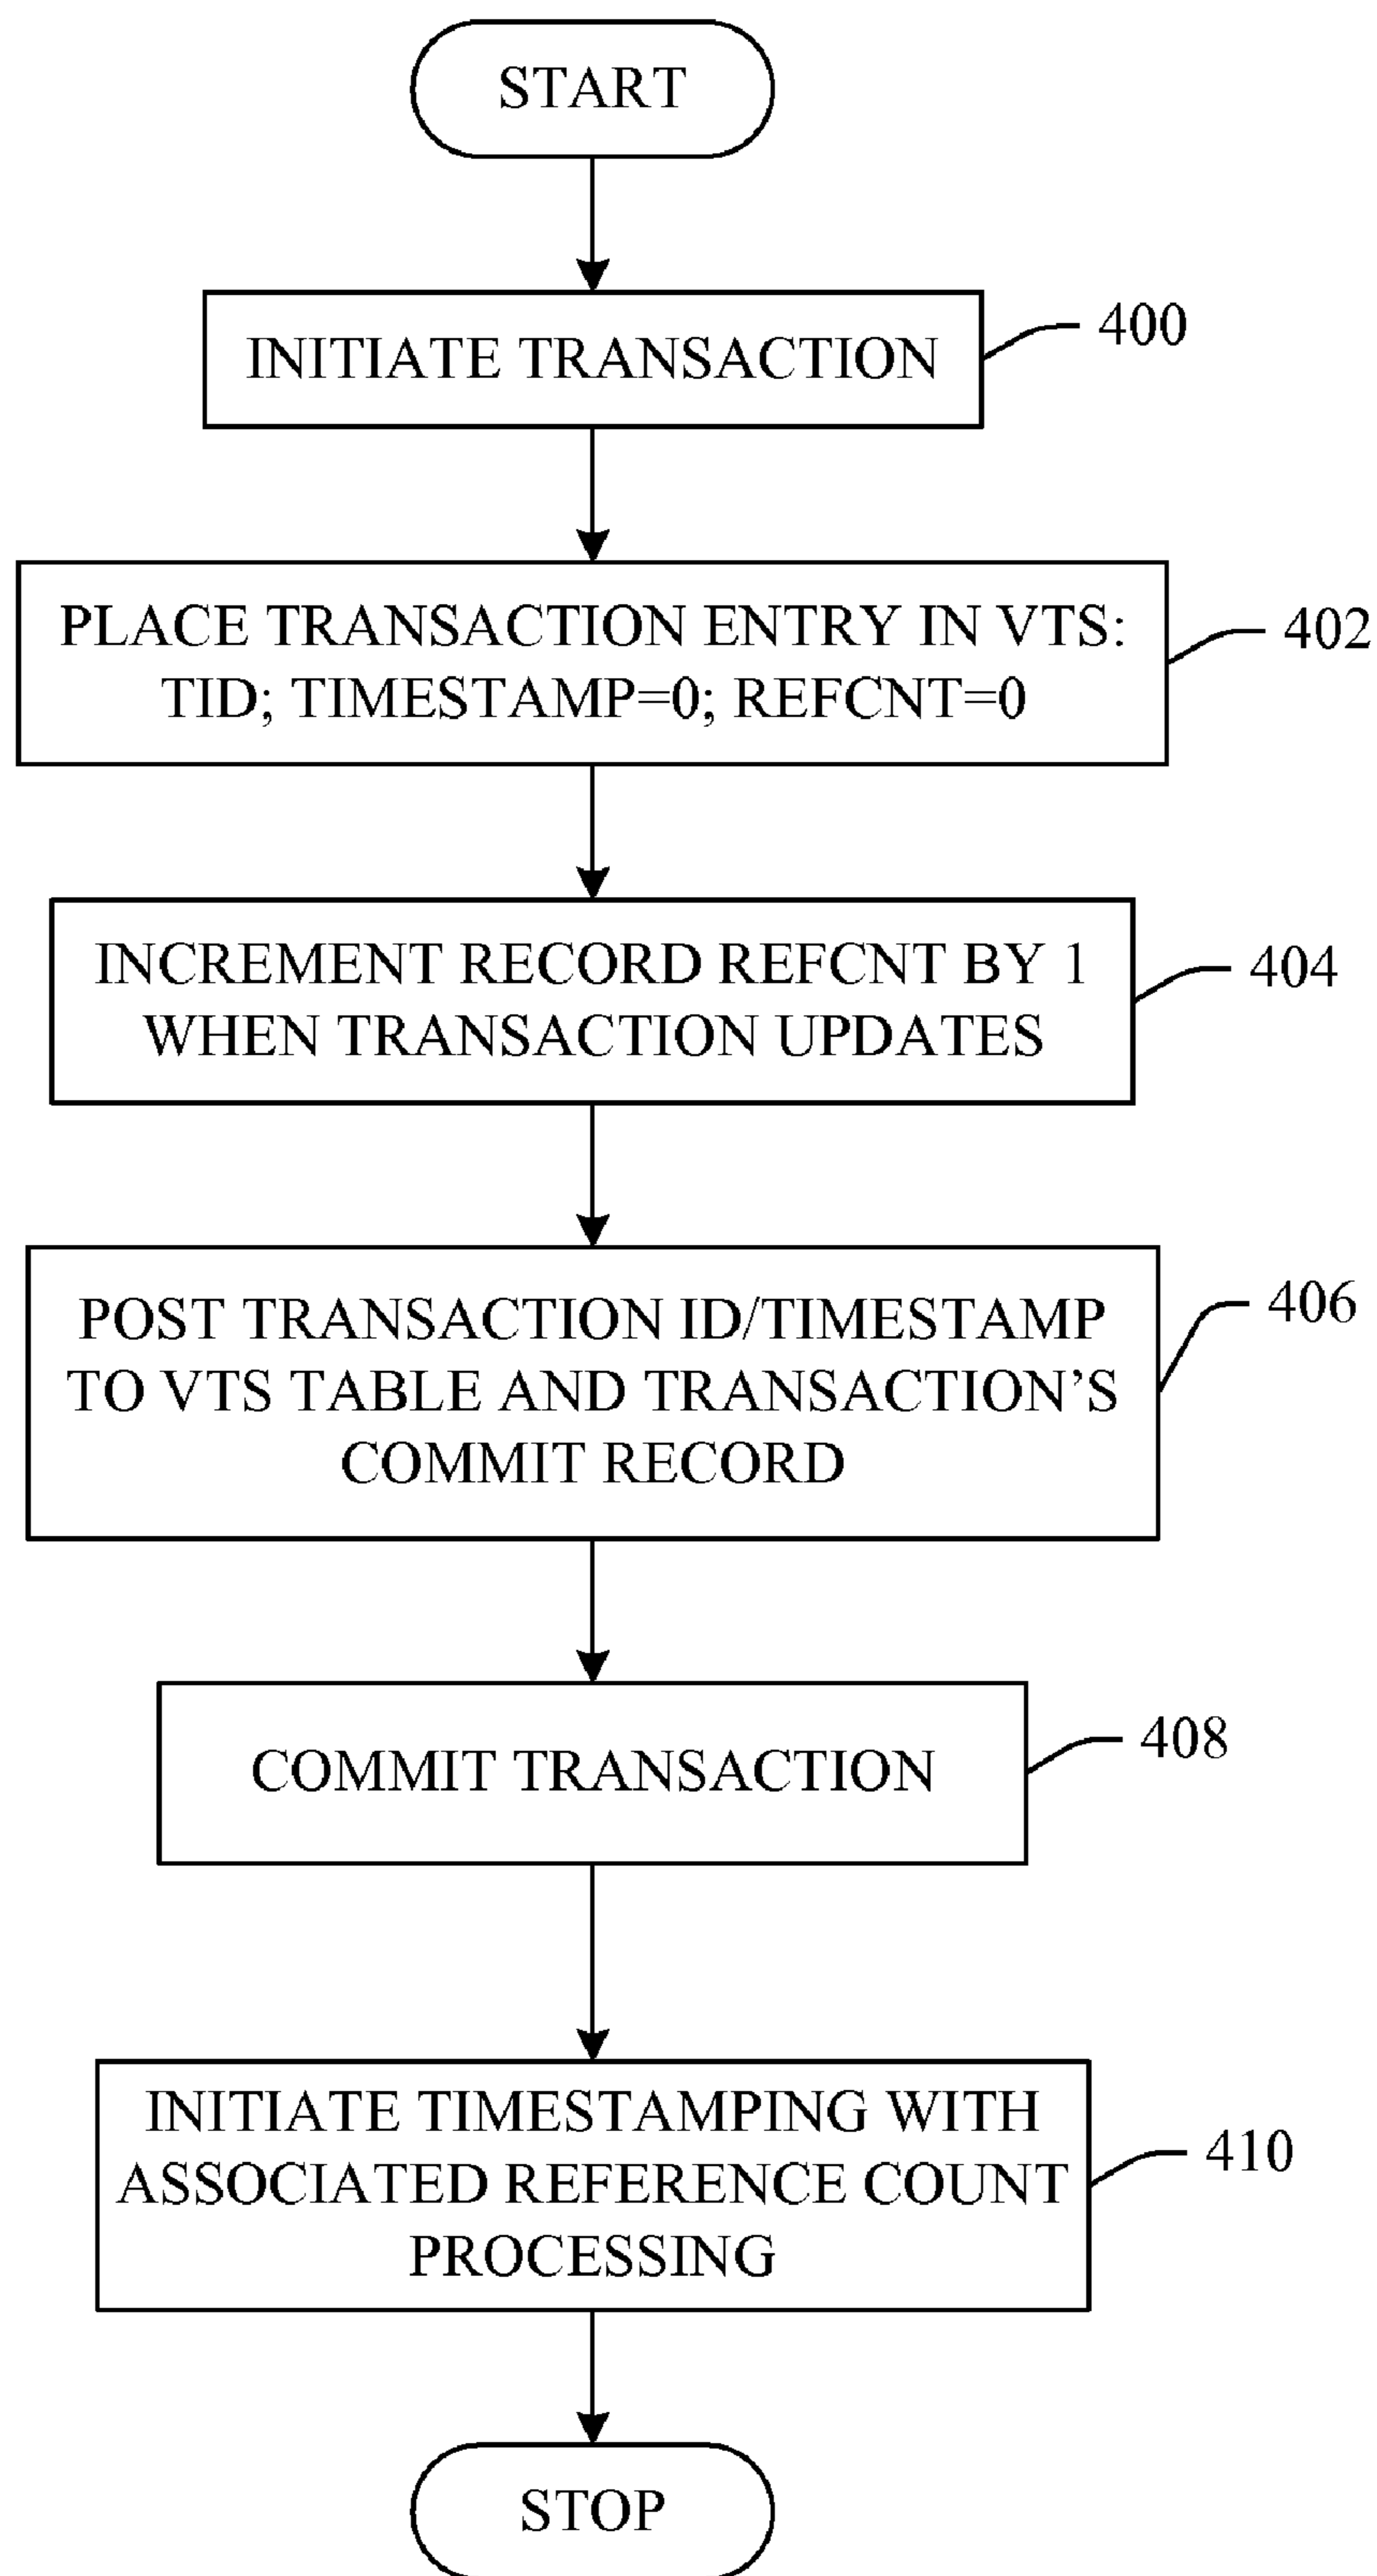 START
INITIATE TRANSACTION
400
PLACE TRANSACTION ENTRY IN VTS:
TID; TIMESTAMP=0; REFCNT=0
402
INCREMENT RECORD REFCNT BY 1
WHEN TRANSACTION UPDATES
404
POST TRANSACTION ID/TIMESTAMP
TO VTS TABLE AND TRANSACTION’S
COMMIT RECORD
406
COMMIT TRANSACTION
408
INITIATE TIMESTAMPING WITH
ASSOCIATED REFERENCE COUNT
PROCESSING
410
STOP